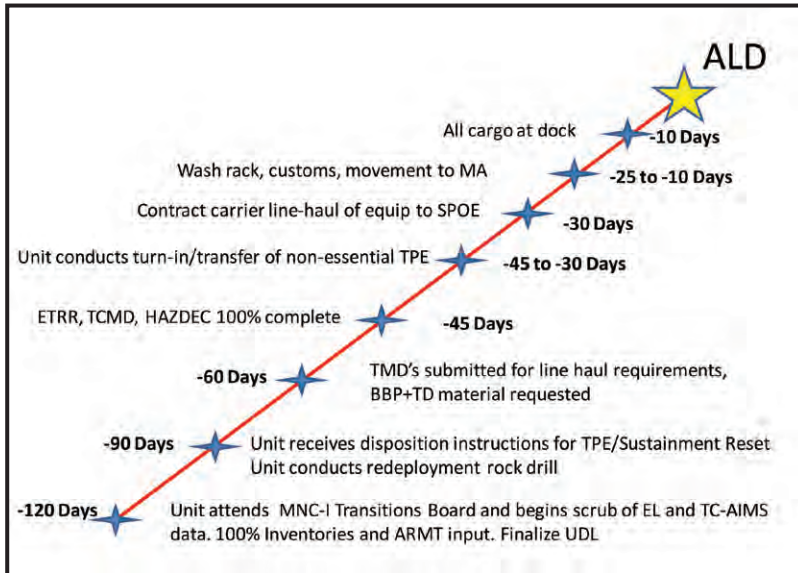 ALD
All cargo at dock
-10 Days
Wash rack, customs, movement to MA
-25 to -10 Days
Contract carrier line-haul of equip to SPOE
-30 Days
Unit conducts turn-in/transfer of non-essential TPE
-45 to -30 Days
ETRR, TCMD, HAZDEC 100% complete
-45 Days
-60 Days
TMD's submitted for line haul requirements,
BBP+TD material requested
-90 Days
Unit receives disposition instructions for TPE/Sustainment Reset
Unit conducts redeployment rock drill
-120 Days
Unit attends MNC-I Transitions Board and begins scrub of EL and TC-AIMS
data. 100% Inventories and ARMT input. Finalize UDL